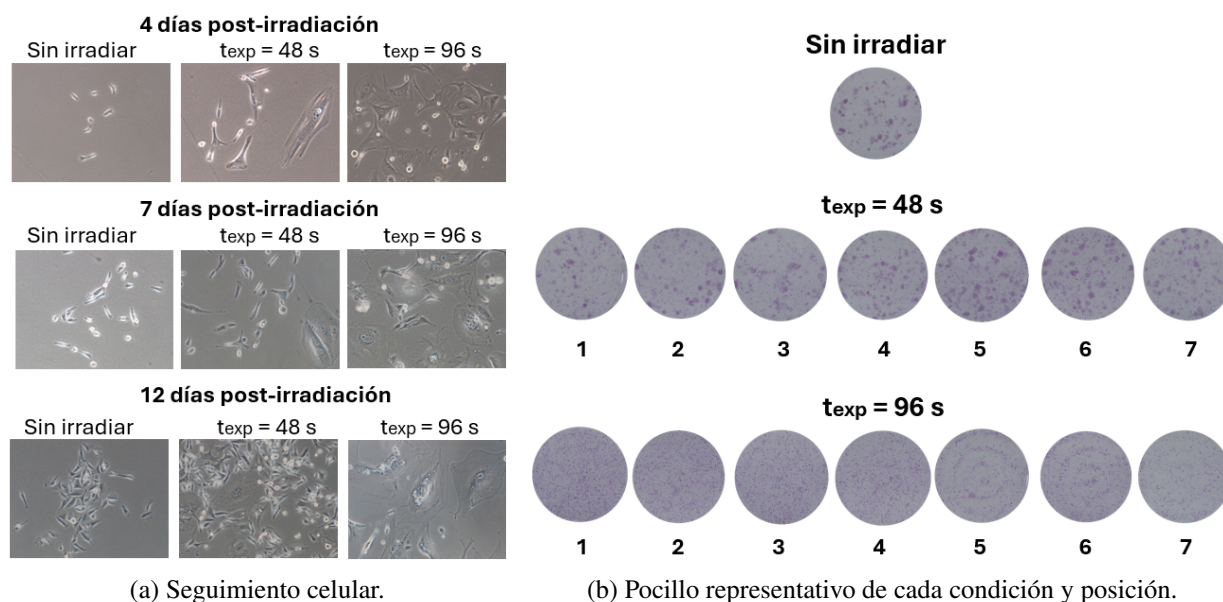 4 días post-irradiación
Sin irradiar
texp = 48 s
texp = 96 s
7 días post-irradiación
Sin irradiar
texp = 48 s
texp = 96 s
12 días post-irradiación
Sin irradiar
texp = 48 s
texp = 96 s
(a) Seguimiento celular.
Sin irradiar
texp = 48 s
1 2 3 4 5 6 7
texp = 96 s
1 2 3 4 5 6 7
(b) Pocillo representativo de cada condición y posición.